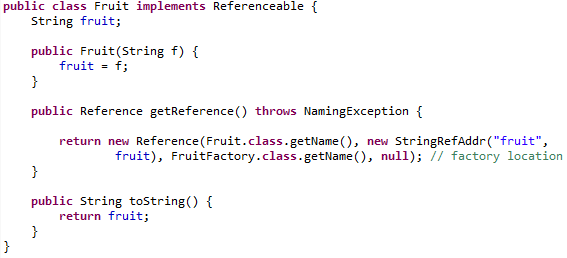 public class Fruit implements Referenceable {
    String fruit;

    public Fruit(String f) {
        fruit = f;
    }

    public Reference getReference() throws NamingException {

        return new Reference(Fruit.class.getName(), new StringRefAddr("fruit",
                fruit), FruitFactory.class.getName(), null); // factory location
    }

    public String toString() {
        return fruit;
    }
}